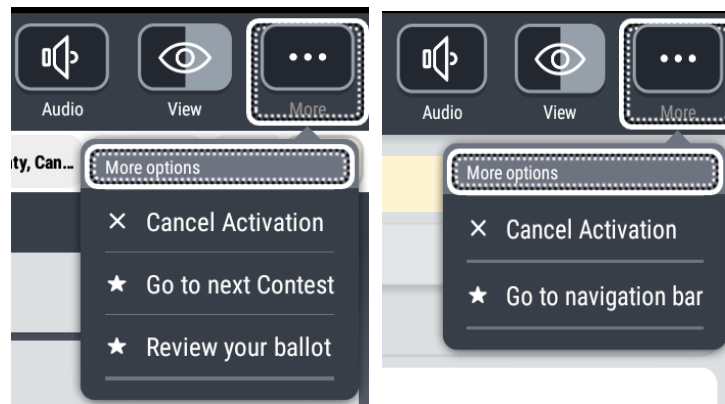 Audio
View
More
ity, Can...
More options
Cancel Activation
Go to next Contest
Review your ballot
Audio
View
More
More options
Cancel Activation
Go to navigation bar